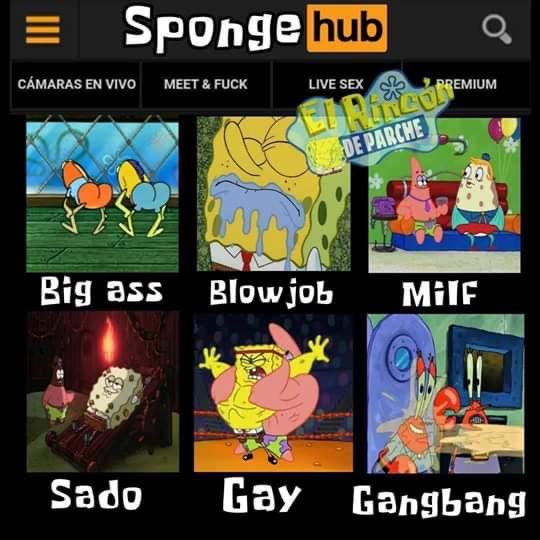 Sponge hub
CÁMARAS EN VIVO MEET & FUCK LIVE SEX PREMIUM
El Rincón
DE PARCHE
Big ass Blowjob Milf
Sado Gay Gangbang